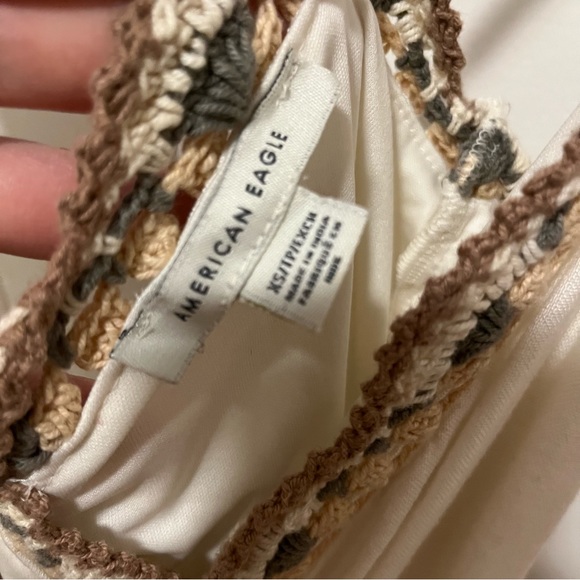 AMERICAN EAGLE
XS/TP/EXCH
MADE IN INDIA
FABRIQUÉ EN
INDE